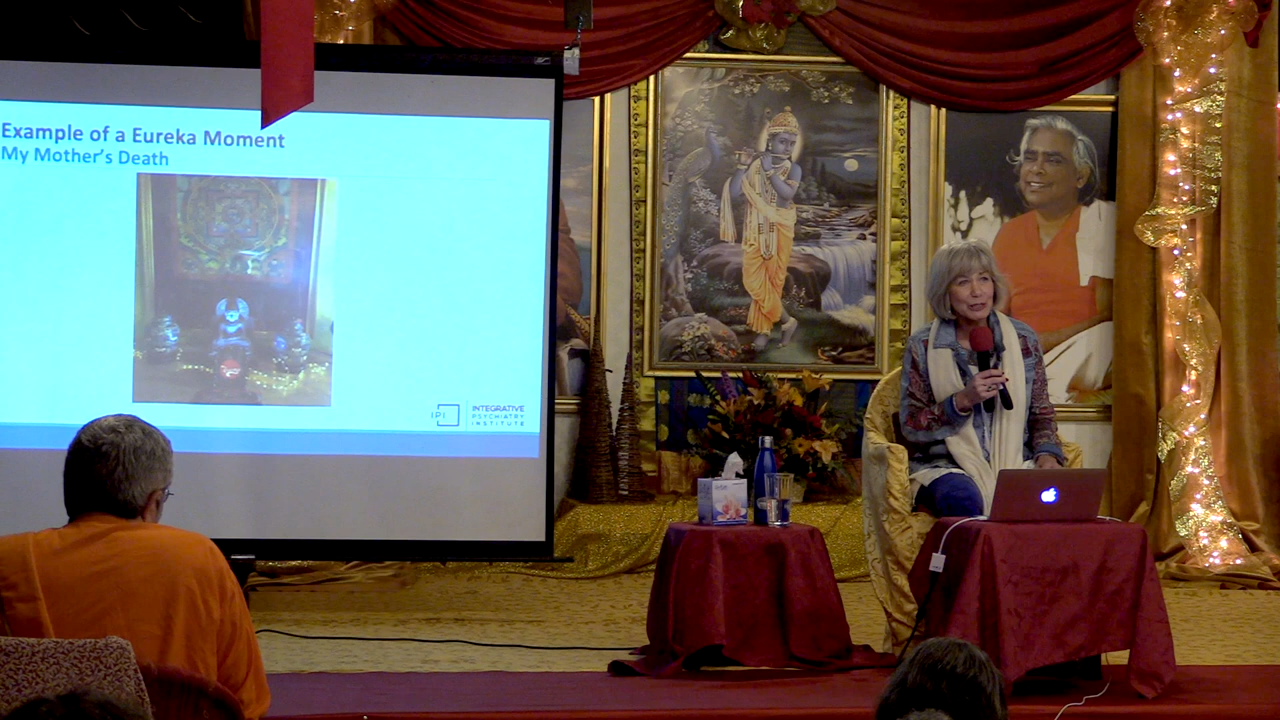 Example of a Eureka Moment
My Mother's Death
IPI
INTEGRATIVE
PSYCHIATRY
INSTITUTE